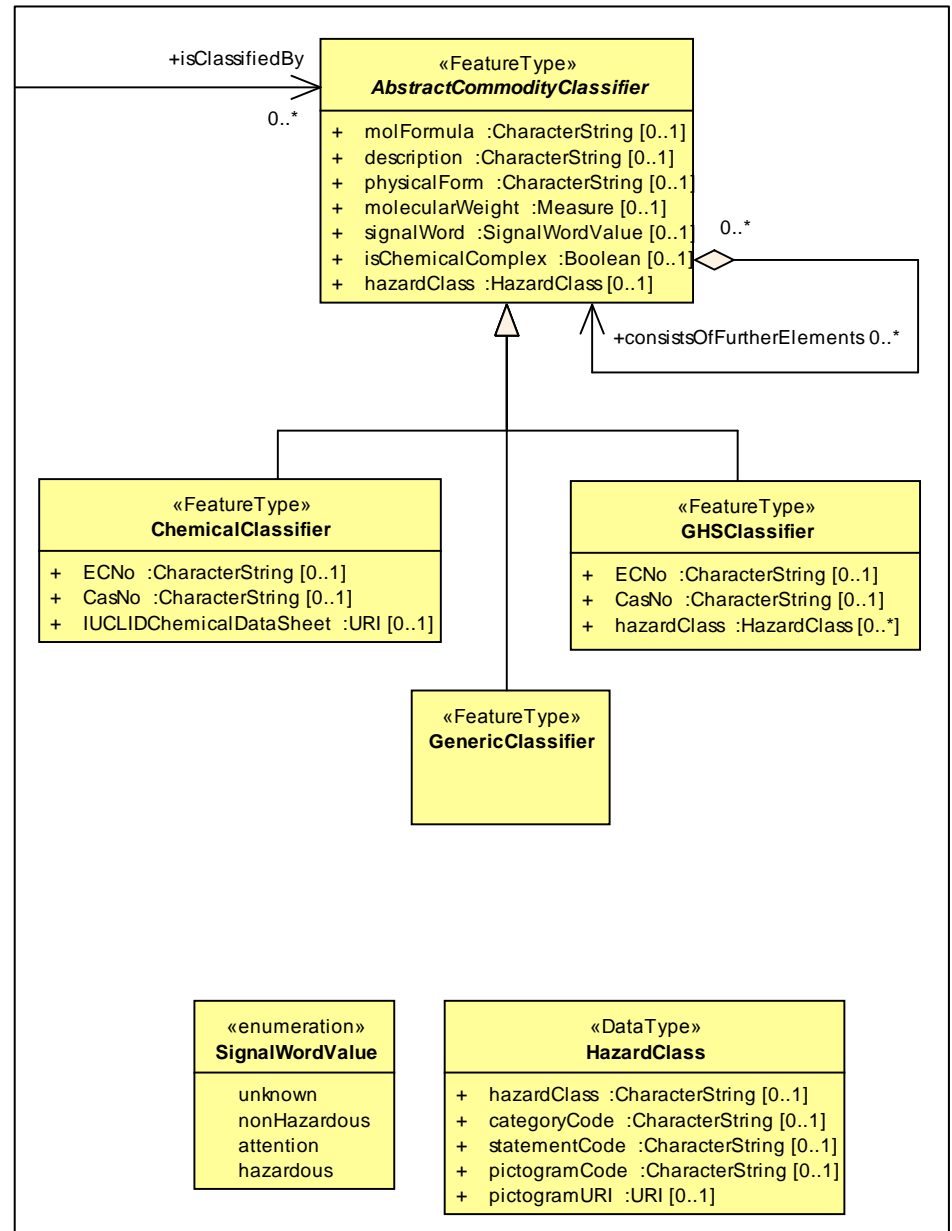 +isClassifiedBy
0..*
«FeatureType»
AbstractCommodityClassifier
+ molFormula :CharacterString [0..1]
+ description :CharacterString [0..1]
+ physicalForm :CharacterString [0..1]
+ molecularWeight :Measure [0..1]
+ signalWord :SignalWordValue [0..1]
+ isChemicalComplex :Boolean [0..1]
+ hazardClass :HazardClass [0..1]
0..*
+consistsOfFurtherElements 0..*
«FeatureType»
ChemicalClassifier
+ ECNo :CharacterString [0..1]
+ CasNo :CharacterString [0..1]
+ IUCLIDChemicalDataSheet :URI [0..1]
«FeatureType»
GHSClassifier
+ ECNo :CharacterString [0..1]
+ CasNo :CharacterString [0..1]
+ hazardClass :HazardClass [0..*]
«FeatureType»
GenericClassifier
«enumeration»
SignalWordValue
unknown
nonHazardous
attention
hazardous
«DataType»
HazardClass
+ hazardClass :CharacterString [0..1]
+ categoryCode :CharacterString [0..1]
+ statementCode :CharacterString [0..1]
+ pictogramCode :CharacterString [0..1]
+ pictogramURI :URI [0..1]